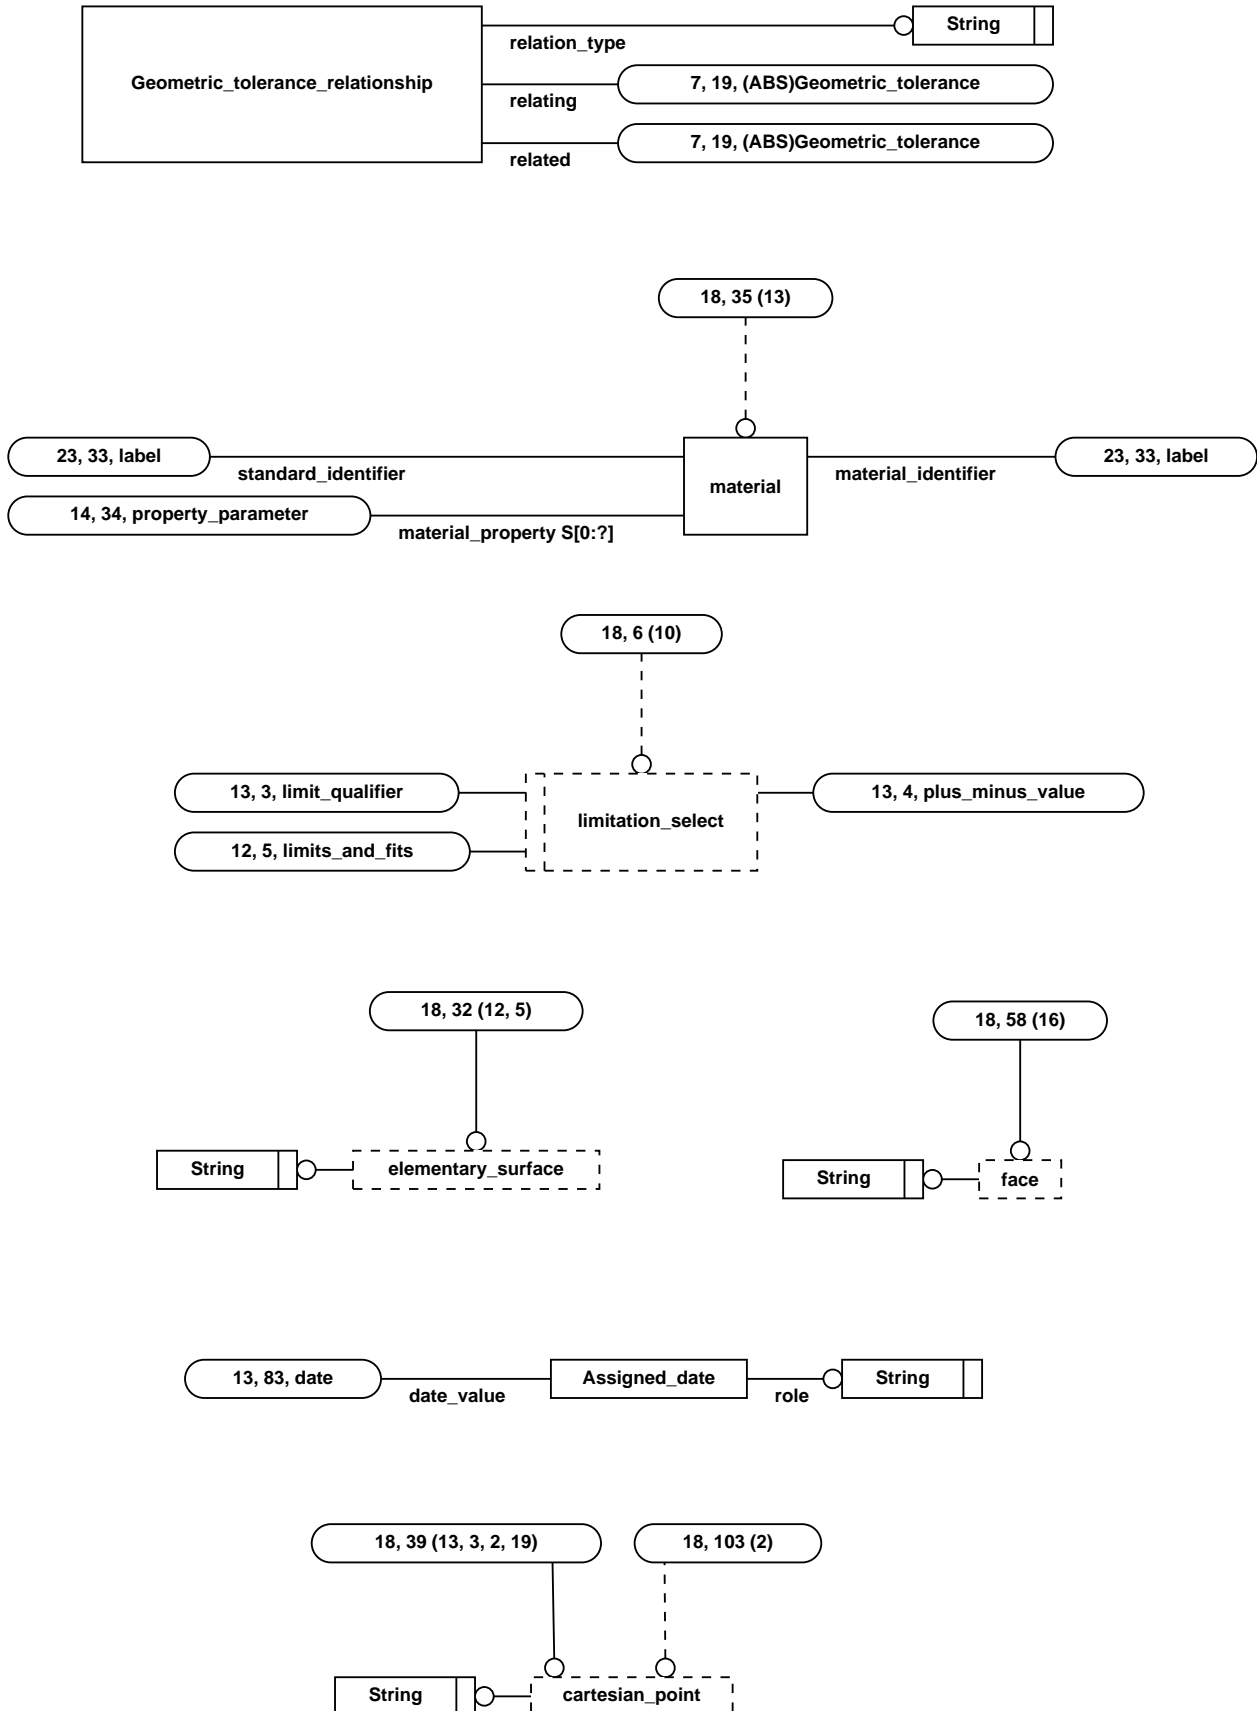 String
relation_type
Geometric_tolerance_relationship
7, 19, (ABS)Geometric_tolerance
relating
7, 19, (ABS)Geometric_tolerance
related
18, 35 (13)
23, 33, label
standard_identifier
material
material_identifier
23, 33, label
14, 34, property_parameter
material_property S[0:?]
18, 6 (10)
13, 3, limit_qualifier
13, 4, plus_minus_value
limitation_select
12, 5, limits_and_fits
18, 32 (12, 5)
18, 58 (16)
String
elementary_surface
String
face
13, 83, date
date_value
Assigned_date
role
String
18, 39 (13, 3, 2, 19)
18, 103 (2)
String
cartesian_point